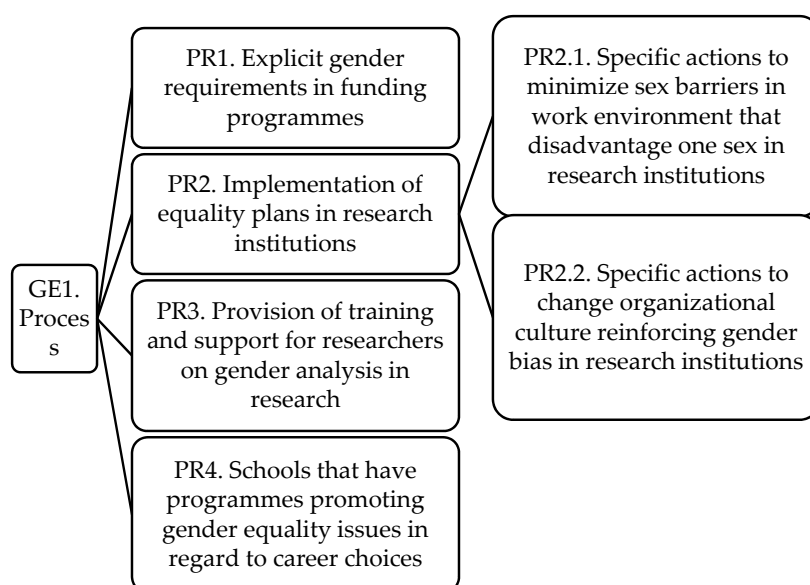 GE1.
Proces
s
PR1. Explicit gender
requirements in funding
programmes
PR2. Implementation of
equality plans in research
institutions
PR3. Provision of training
and support for researchers
on gender analysis in
research
PR4. Schools that have
programmes promoting
gender equality issues in
regard to career choices
PR2.1. Specific actions to
minimize sex barriers in
work environment that
disadvantage one sex in
research institutions
PR2.2. Specific actions to
change organizational
culture reinforcing gender
bias in research institutions